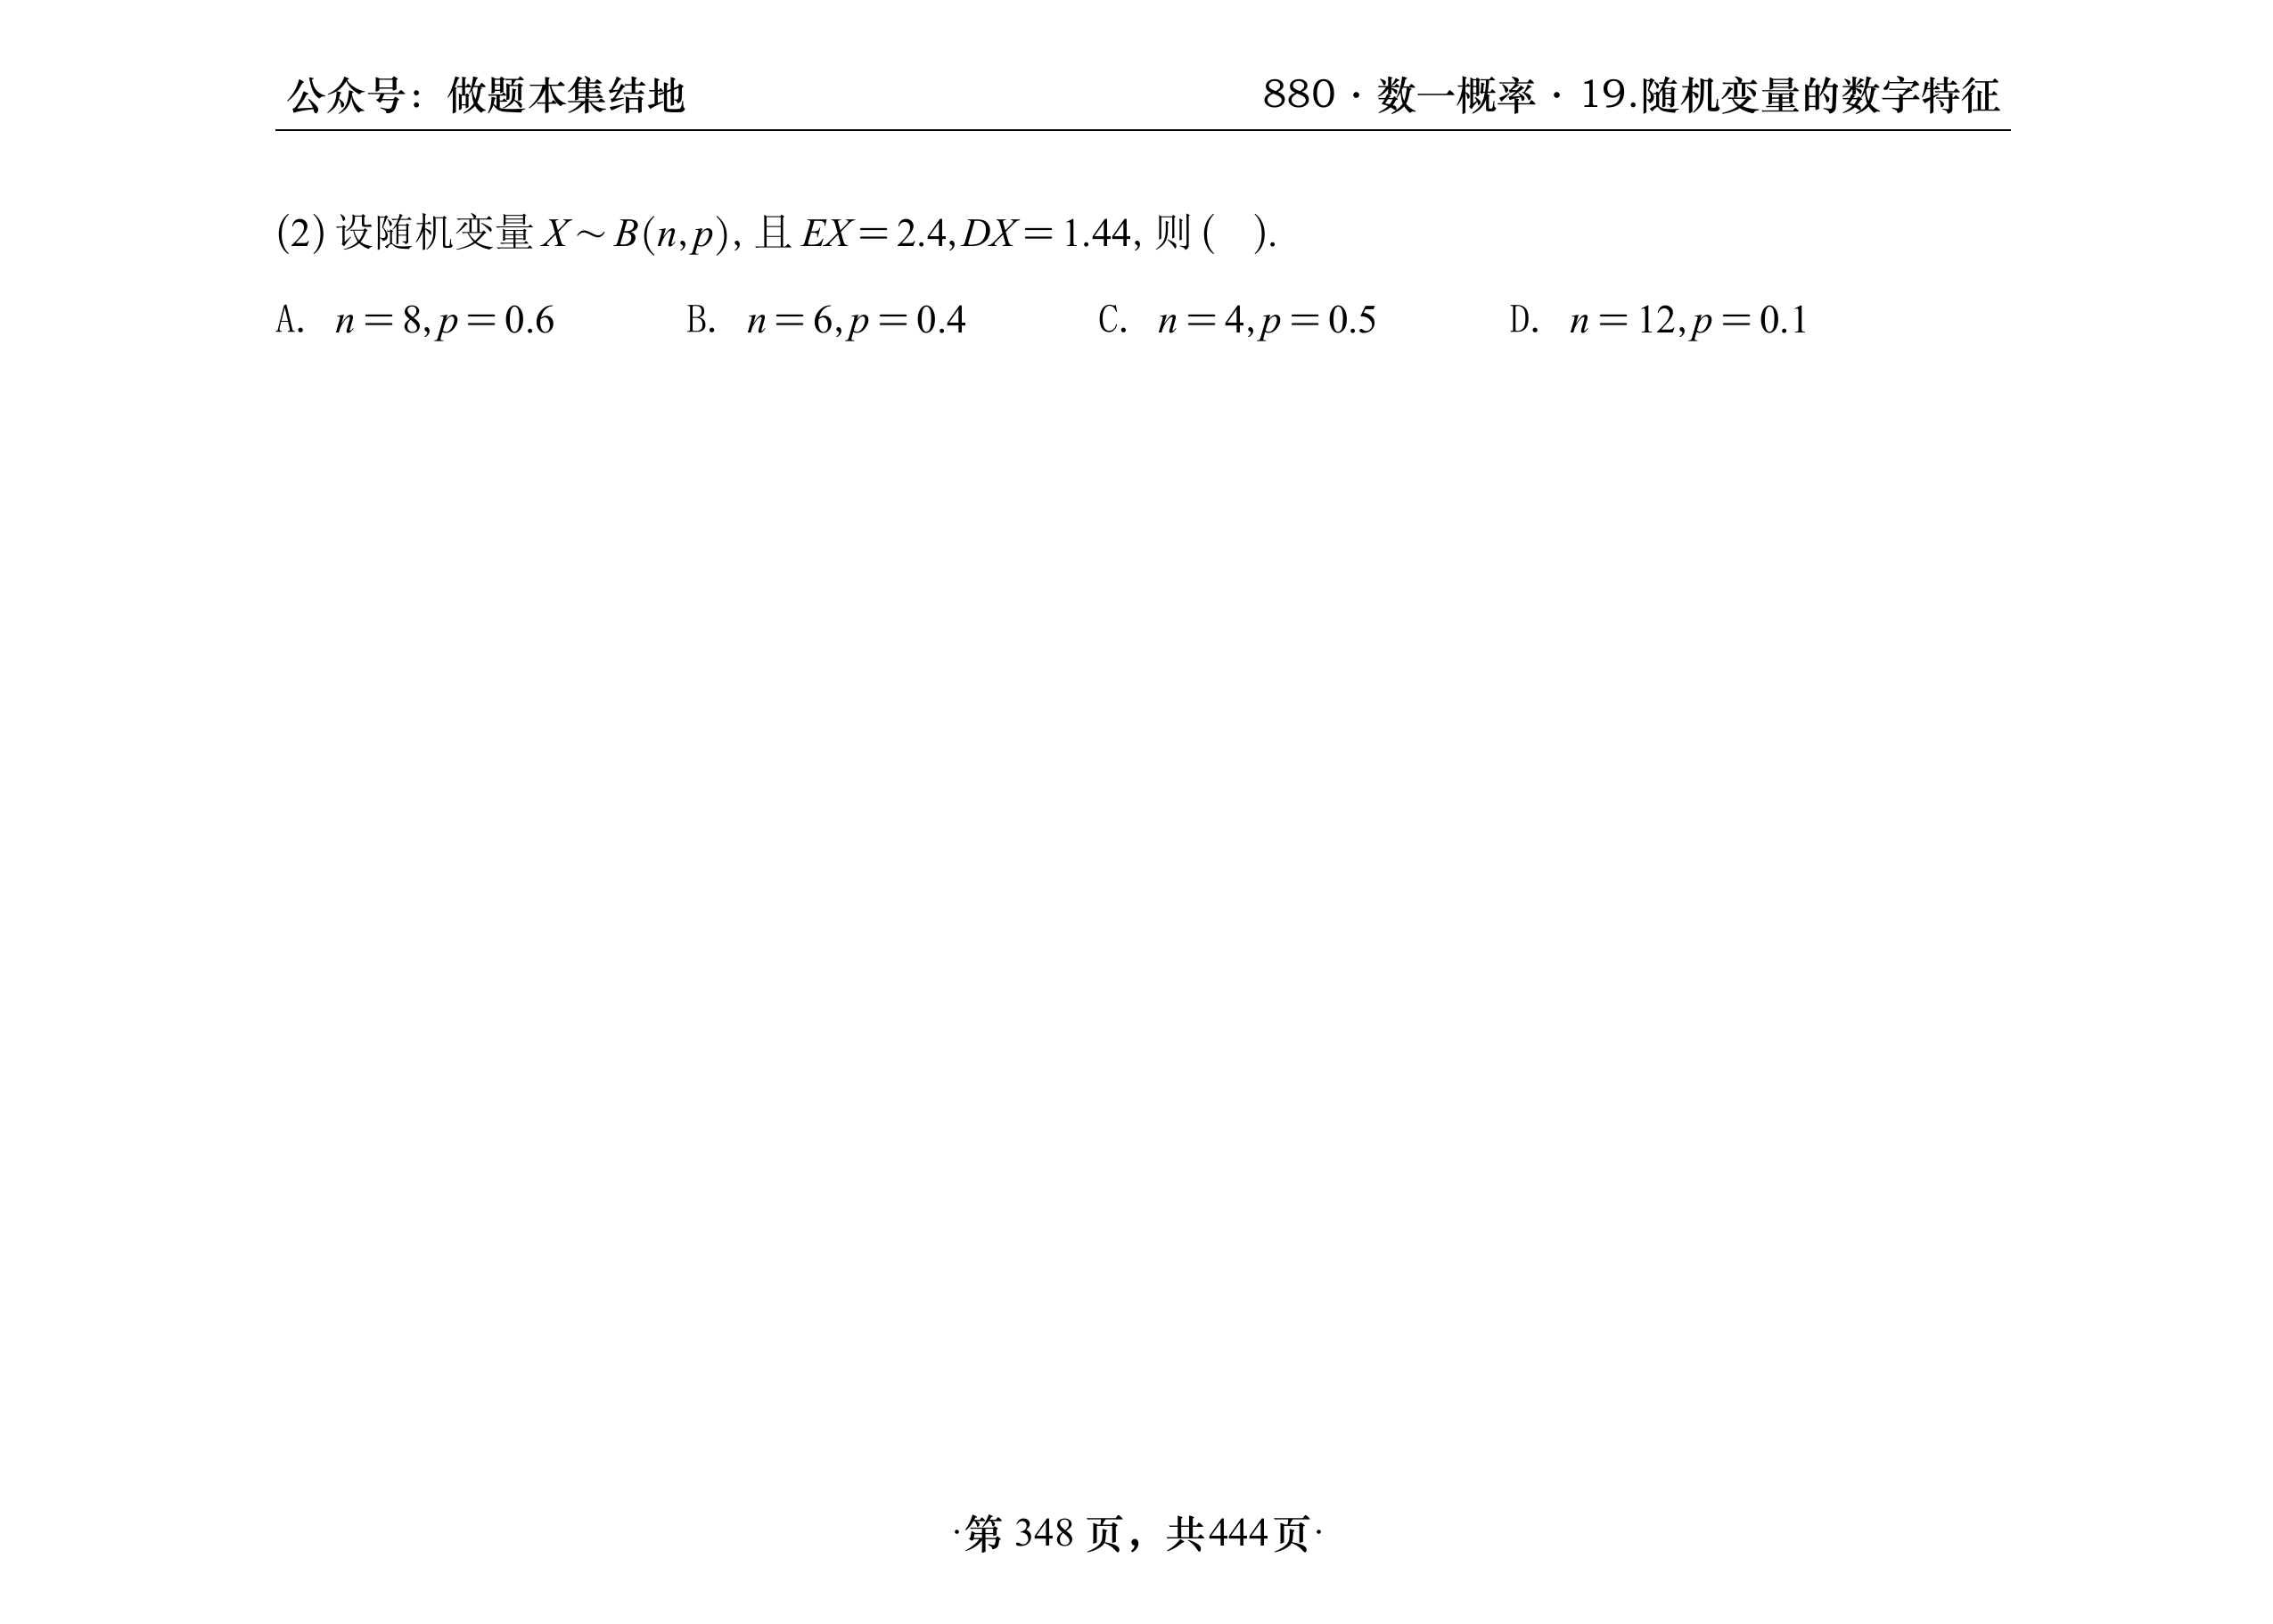 公众号：做题本集结地
880·数一概率·19.随机变量的数字特征
(2) 设随机变量 X~B(n,p), 且 EX=2.4,DX=1.44, 则 (  ).
A. n=8,p=0.6 B. n=6,p=0.4 C. n=4,p=0.5 D. n=12,p=0.1
·第 348 页，共444页·